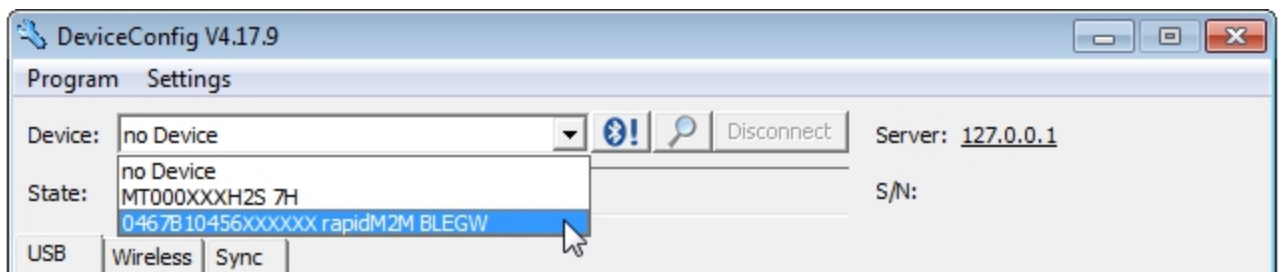 DeviceConfig V4.17.9
Program Settings
Device: no Device Disconnect Server: 127.0.0.1
no Device
State: MT000XXXH2S 7H S/N:
0467B10456XXXXXX rapidM2M BLEGW
USB Wireless Sync